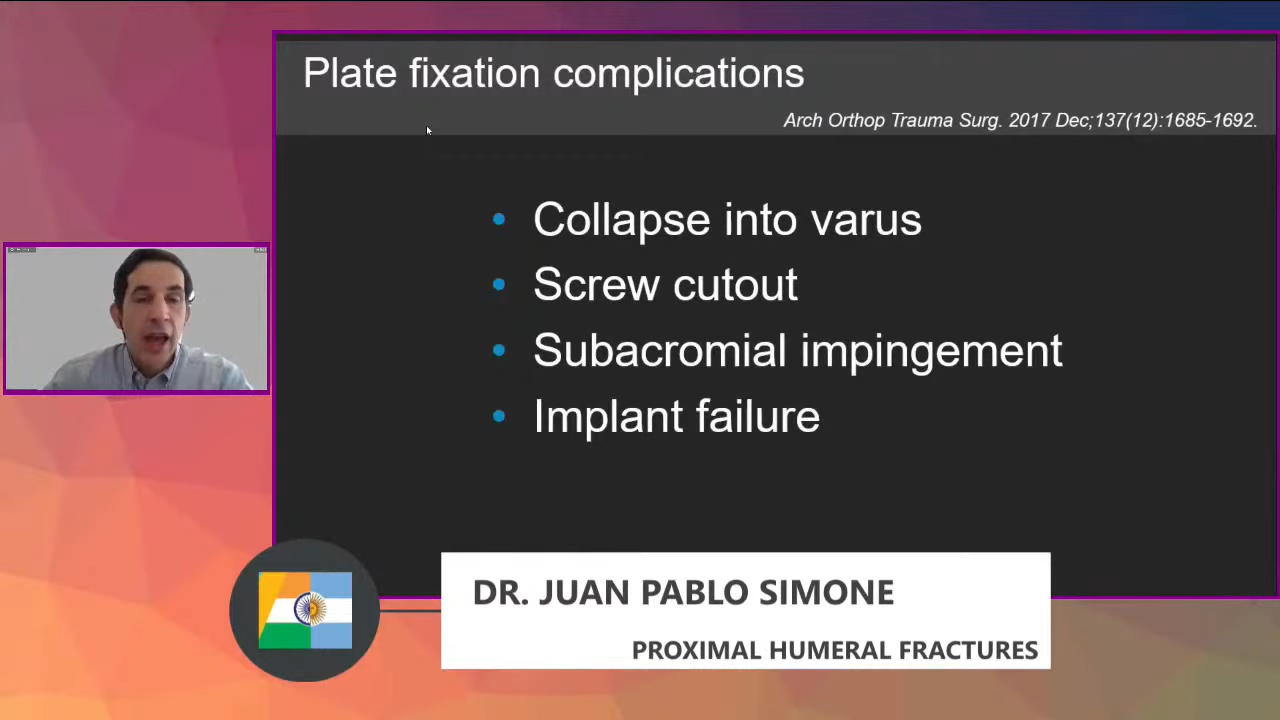 Plate fixation complications
Arch Orthop Trauma Surg. 2017 Dec;137(12):1685-1692.
• Collapse into varus
• Screw cutout
• Subacromial impingement
• Implant failure
DR. JUAN PABLO SIMONE
PROXIMAL HUMERAL FRACTURES